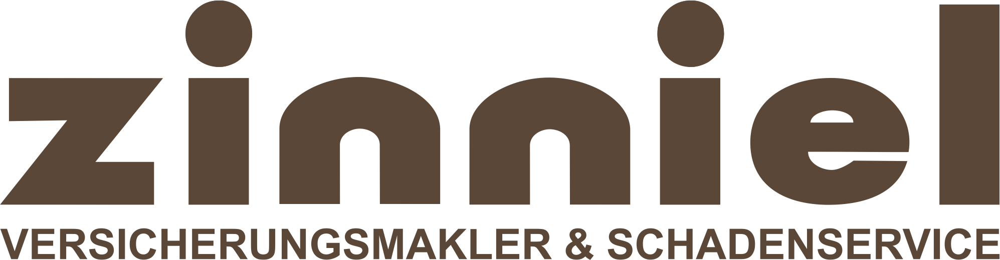 zinniel
VERSICHERUNGSMAKLER & SCHADENSERVICE